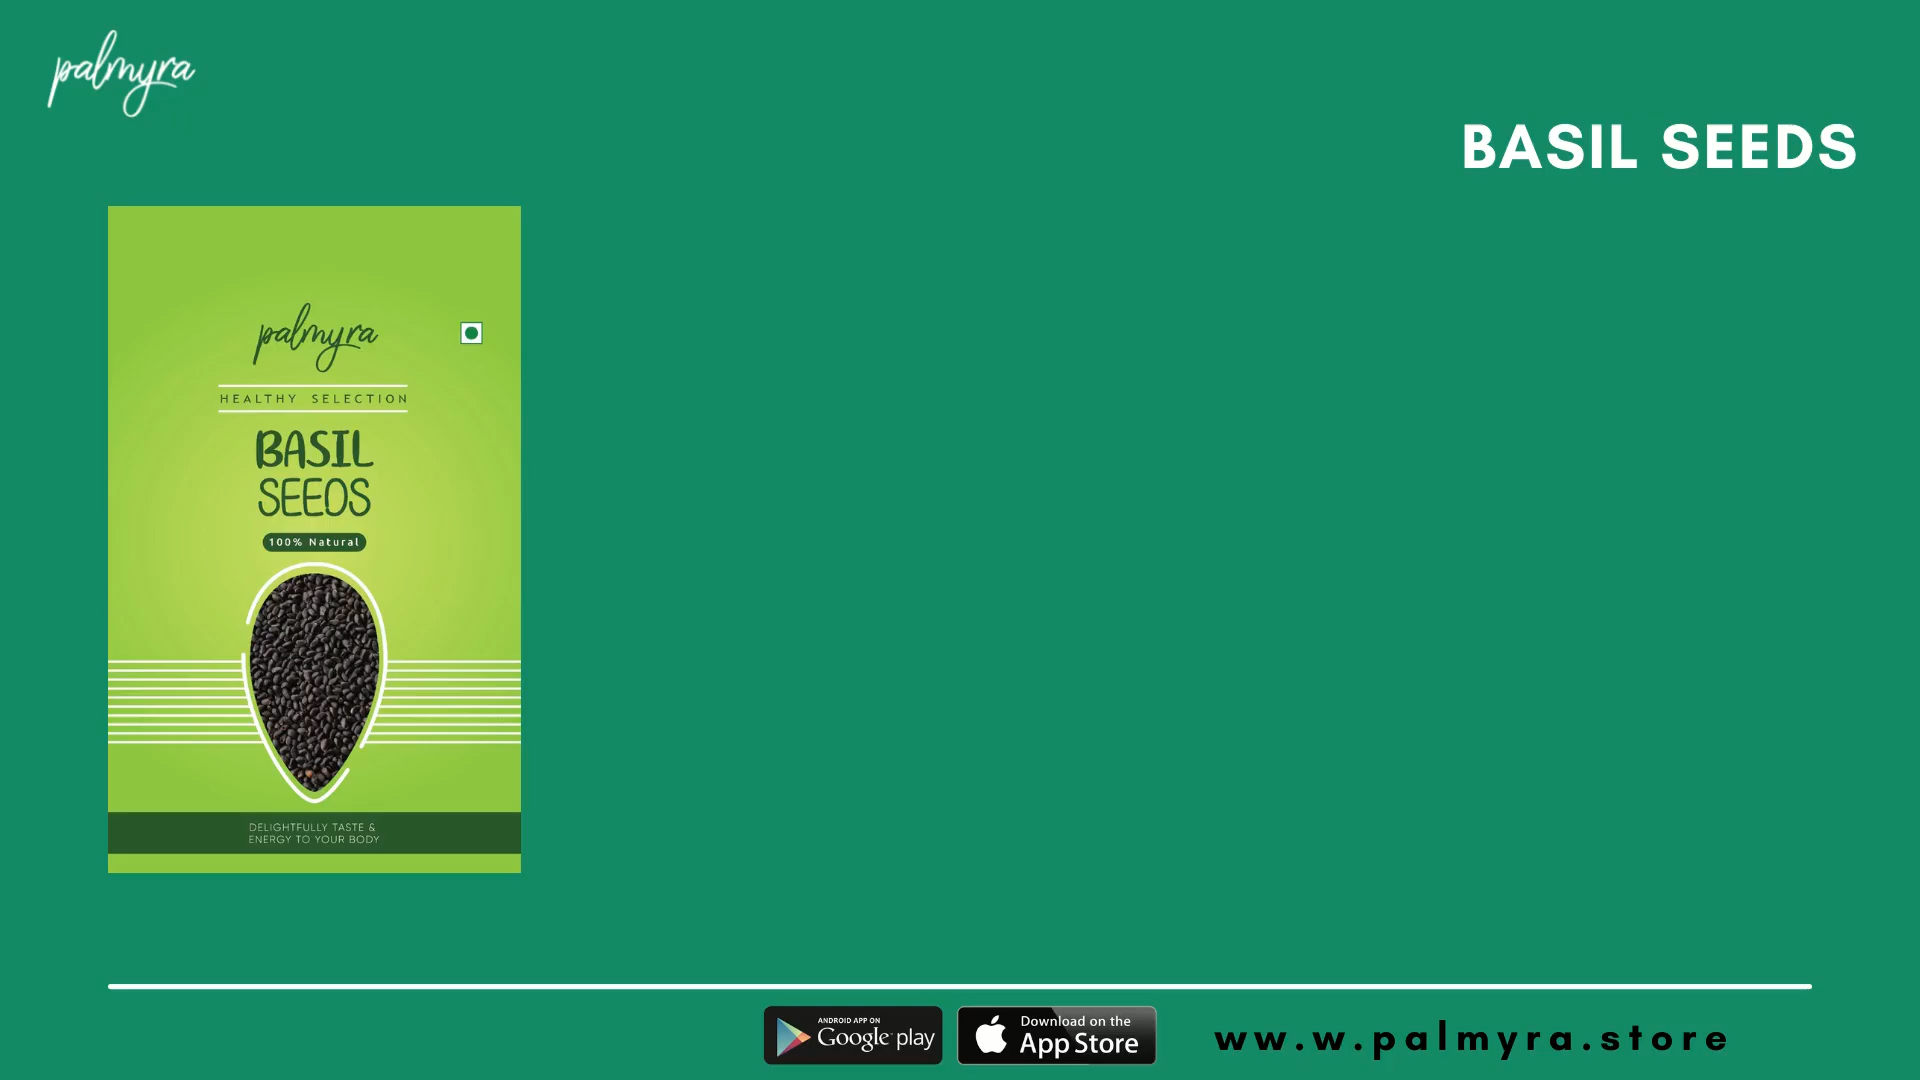 palmyra
BASIL SEEDS
palmyra
HEALTHY SELECTION
BASIL
SEEDS
100% Natural
DELIGHTFULLY TASTE &
ENERGY TO YOUR BODY
ANDROID APP ON
Google play
Download on the
App Store
ww.w.palmyra.store